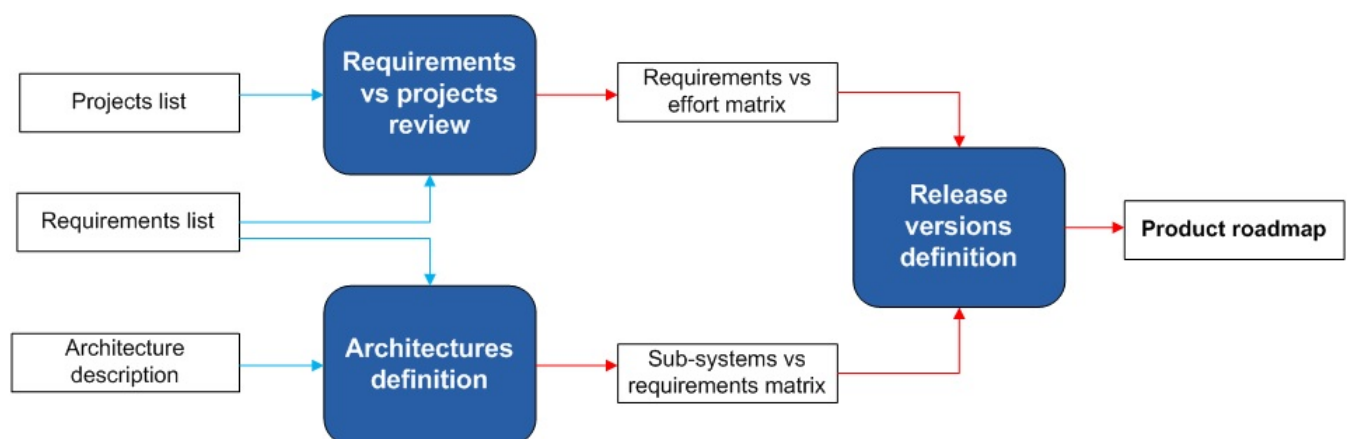 Projects list
Requirements
vs projects
review
Requirements vs
effort matrix
Requirements list
Release
versions
definition
Product roadmap
Architecture
description
Architectures
definition
Sub-systems vs
requirements matrix